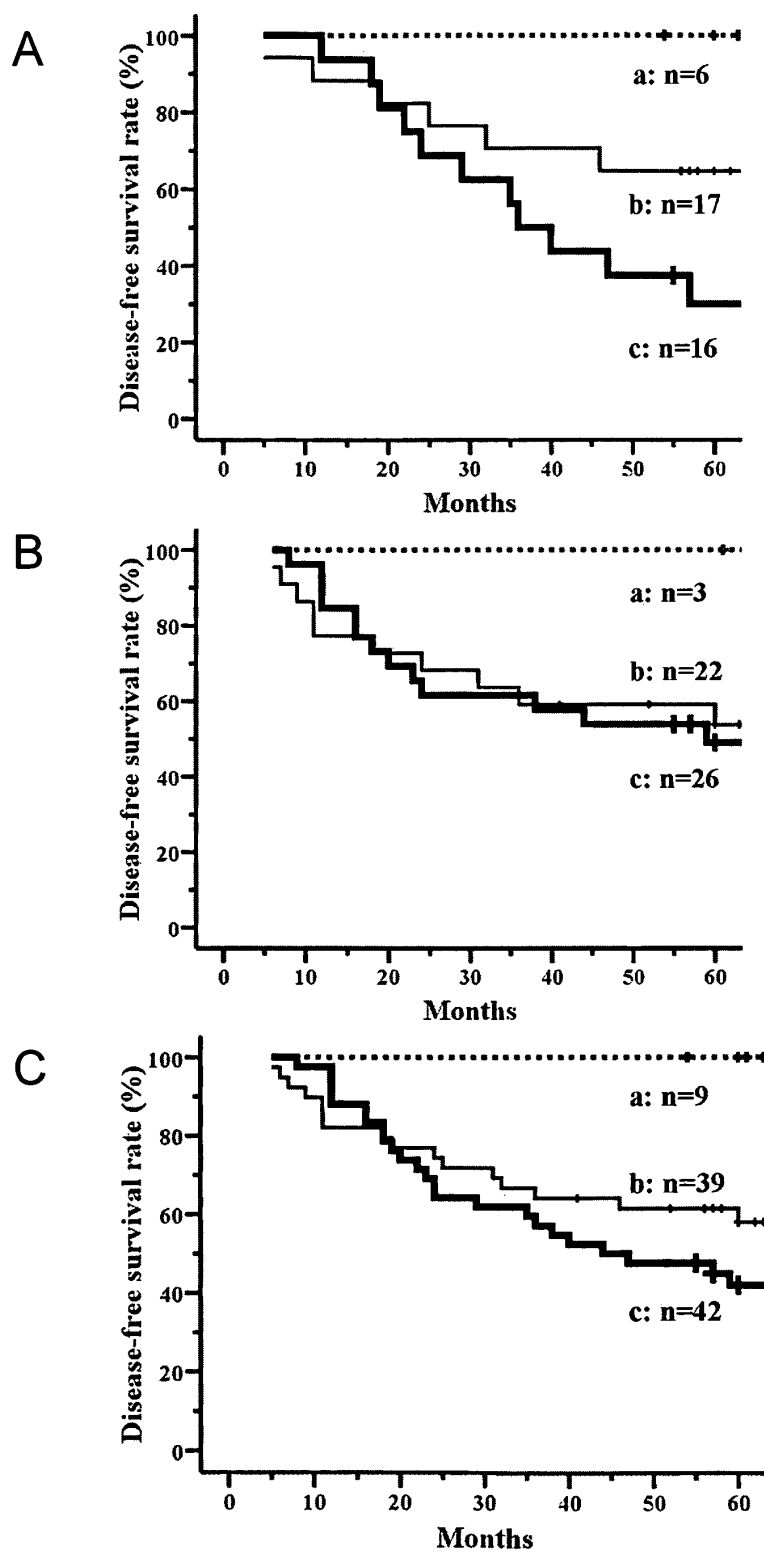 A
Disease-free survival rate (%)
100
80
60
40
20
0
a: n=6
b: n=17
c: n=16
0 10 20 30 40 50 60
Months
B
Disease-free survival rate (%)
100
80
60
40
20
0
a: n=3
b: n=22
c: n=26
0 10 20 30 40 50 60
Months
C
Disease-free survival rate (%)
100
80
60
40
20
0
a: n=9
b: n=39
c: n=42
0 10 20 30 40 50 60
Months